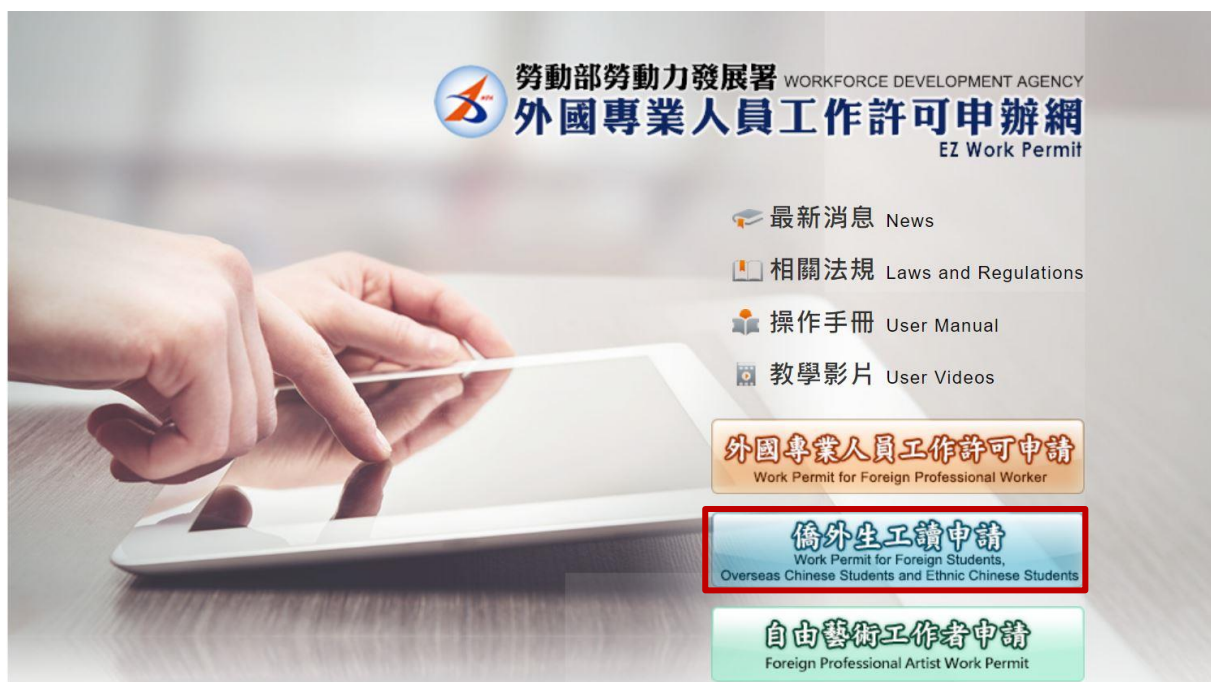 勞動部勞動力發展署 WORKFORCE DEVELOPMENT AGENCY
外國專業人員工作許可申辦網
EZ Work Permit
最新消息 News
相關法規 Laws and Regulations
操作手冊 User Manual
教學影片 User Videos
外國專業人員工作許可申請
Work Permit for Foreign Professional Worker
僑外生工讀申請
Work Permit for Foreign Students,
Overseas Chinese Students and Ethnic Chinese Students
自由藝術工作者申請
Foreign Professional Artist Work Permit